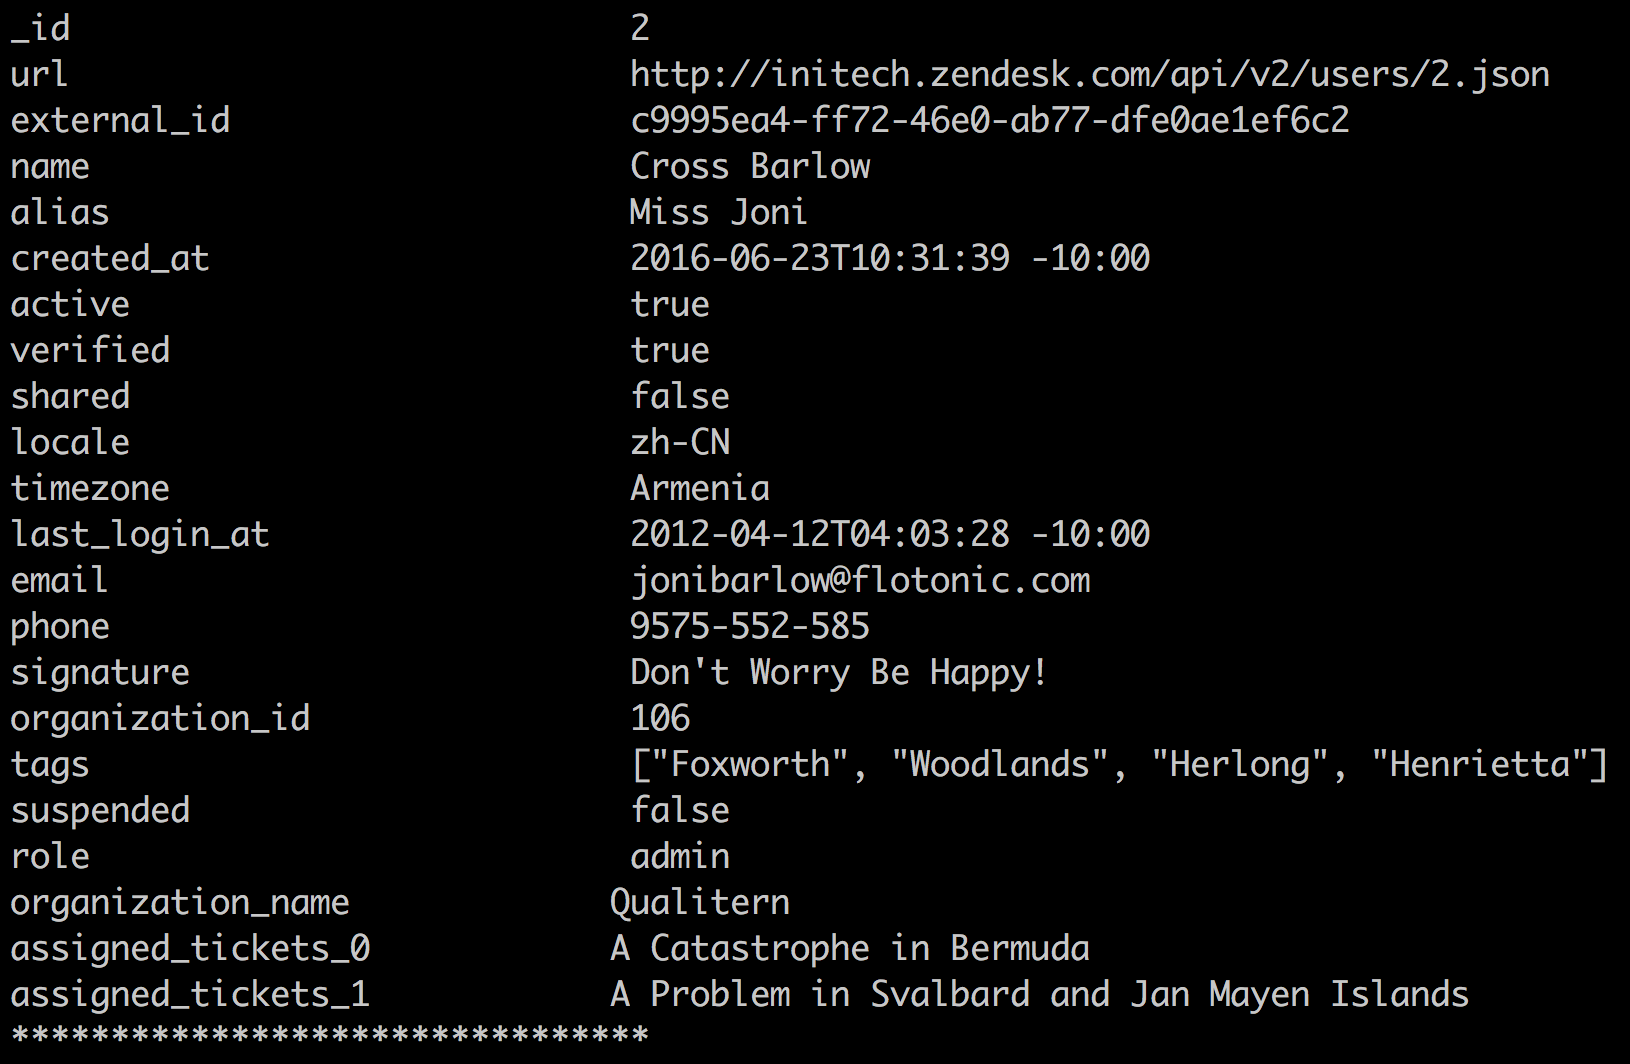 _id 2
url http://initech.zendesk.com/api/v2/users/2.json
external_id c9995ea4-ff72-46e0-ab77-dfe0ae1ef6c2
name Cross Barlow
alias Miss Joni
created_at 2016-06-23T10:31:39 -10:00
active true
verified true
shared false
locale zh-CN
timezone Armenia
last_login_at 2012-04-12T04:03:28 -10:00
email jonibarlow@flotonic.com
phone 9575-552-585
signature Don't Worry Be Happy!
organization_id 106
tags ["Foxworth", "Woodlands", "Herlong", "Henrietta"]
suspended false
role admin
organization_name Qualitern
assigned_tickets_0 A Catastrophe in Bermuda
assigned_tickets_1 A Problem in Svalbard and Jan Mayen Islands
********************************